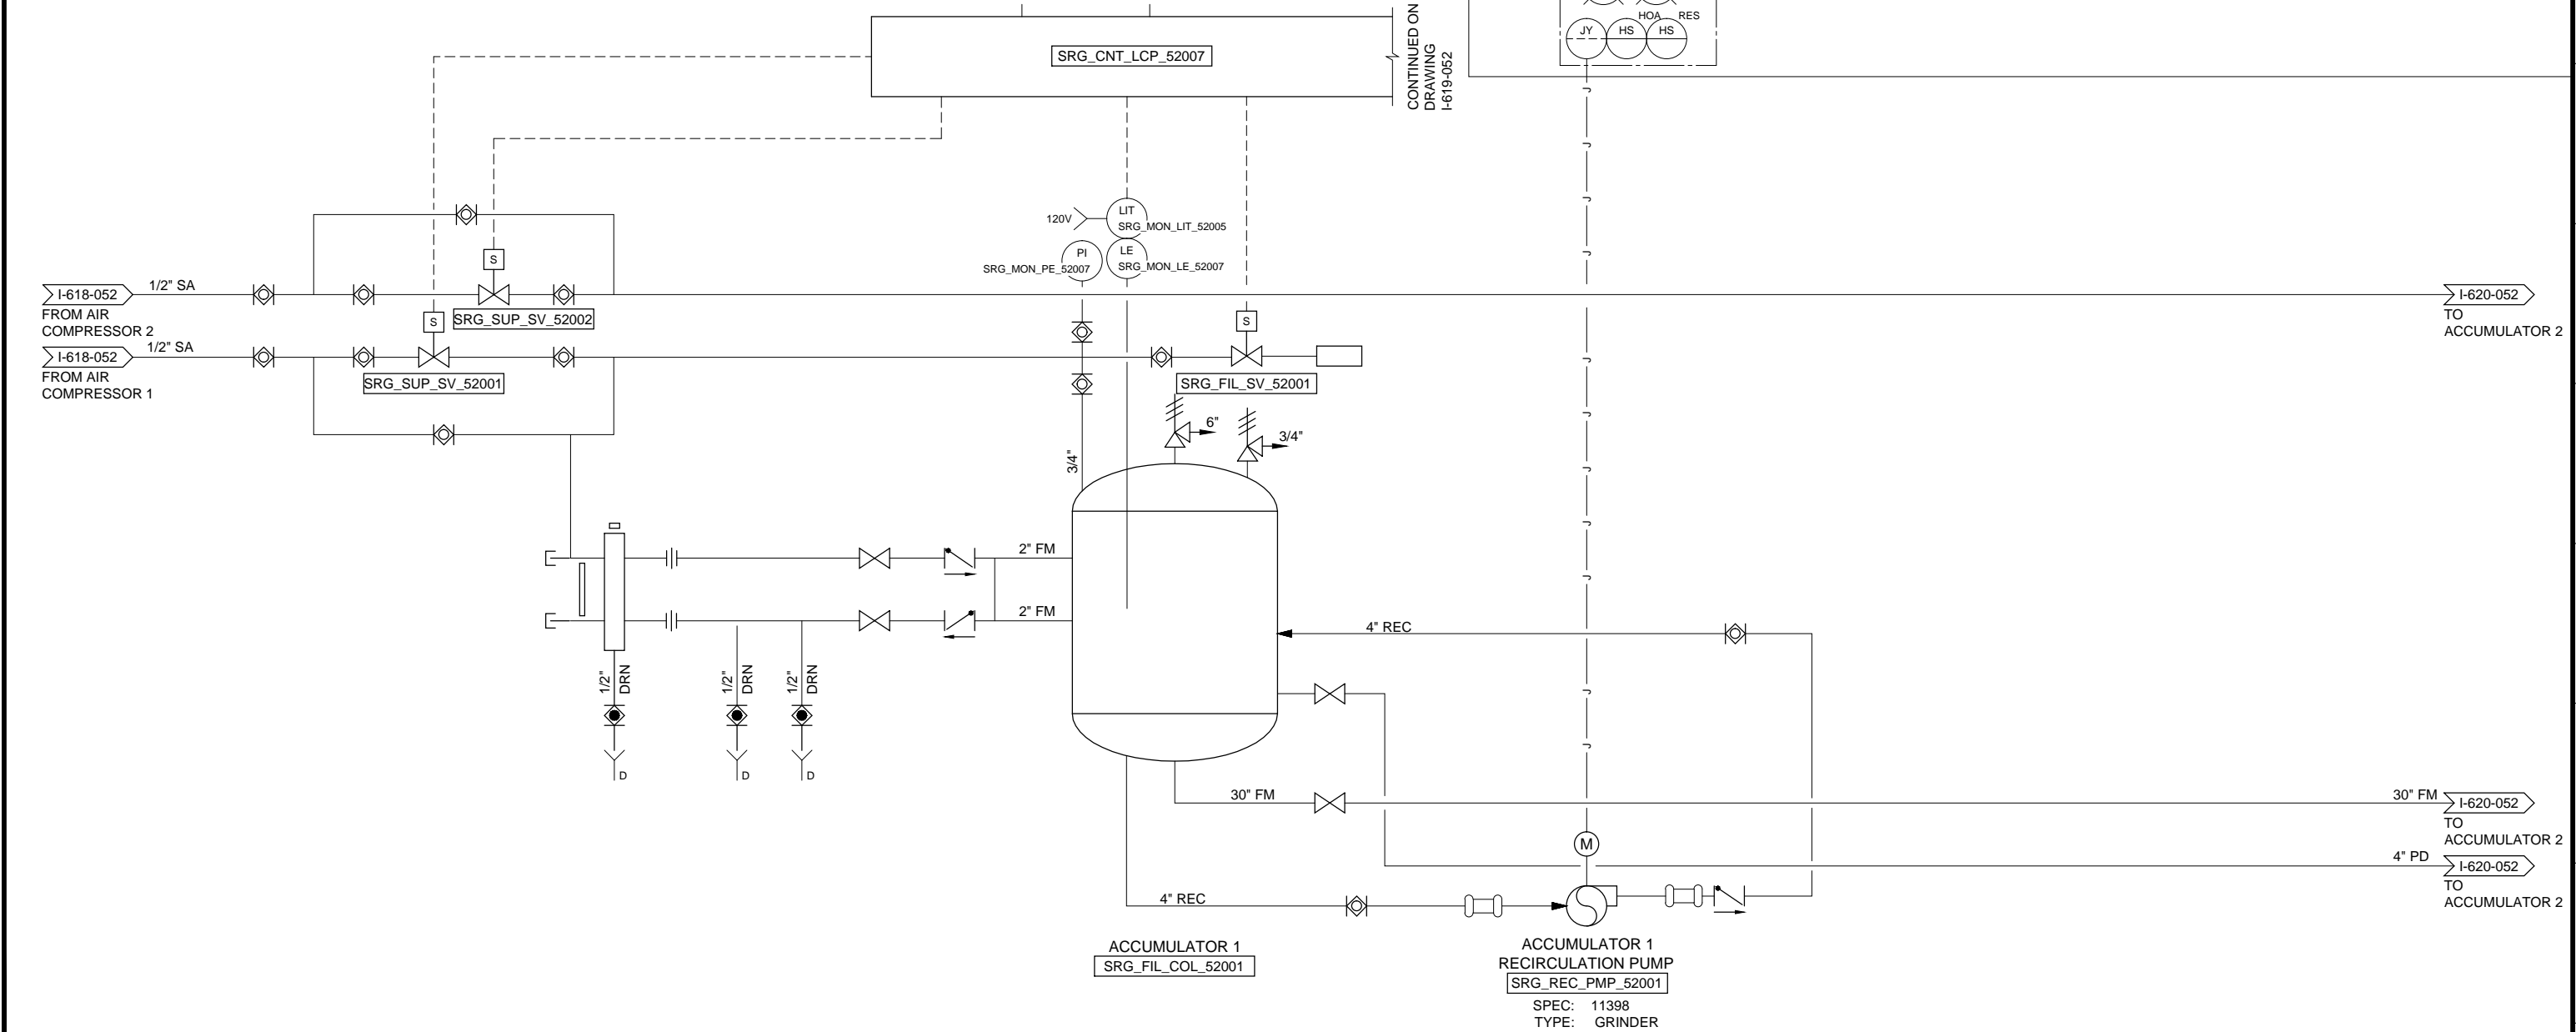 HOA RES
JY HS HS
SRG_CNT_LCP_52007
CONTINUED ON
DRAWING
I-619-052
120V
LIT
SRG_MON_LIT_52005
PI
SRG_MON_PE_52007
LE
SRG_MON_LE_52007
S
I-618-052
1/2" SA
FROM AIR
COMPRESSOR 2
SRG_SUP_SV_52002
I-620-052
TO
ACCUMULATOR 2
S
S
I-618-052
1/2" SA
FROM AIR
COMPRESSOR 1
SRG_SUP_SV_52001
SRG_FIL_SV_52001
6"
3/4"
3/4"
2" FM
2" FM
4" REC
1/2"
DRN
1/2"
DRN
1/2"
DRN
D
D
D
30" FM
30" FM
I-620-052
TO
ACCUMULATOR 2
M
4" PD
I-620-052
TO
ACCUMULATOR 2
4" REC
ACCUMULATOR 1
SRG_FIL_COL_52001
ACCUMULATOR 1
RECIRCULATION PUMP
SRG_REC_PMP_52001
SPEC: 11398
TYPE: GRINDER